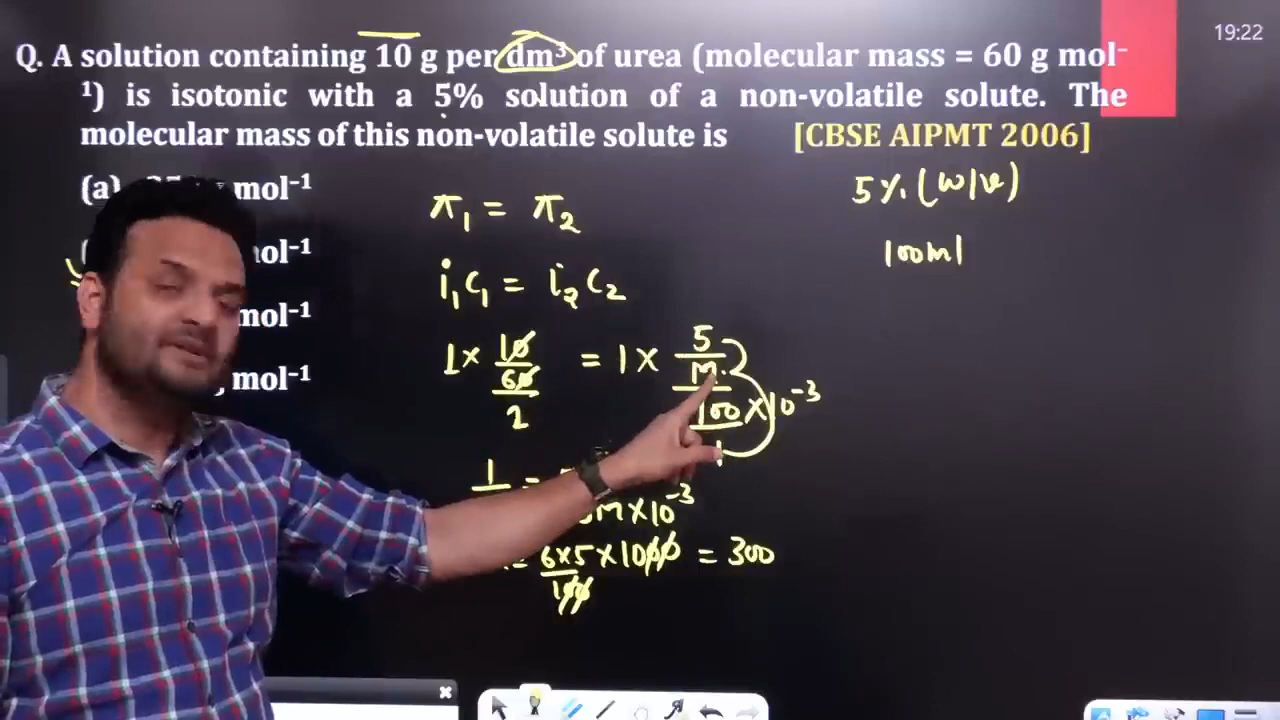 19:22
Q. A solution containing 10 g per dm³ of urea (molecular mass = 60 g mol⁻
¹) is isotonic with a 5% solution of a non-volatile solute. The
molecular mass of this non-volatile solute is [CBSE AIPMT 2006]
5 % (w/v)
(a) mol⁻¹
π₁ = π₂
100ml
mol⁻¹
i₁C₁ = i₂C₂
mol⁻¹
1 × 10/60 = 1 × 5/M
2
100 × 10⁻³
1
mol⁻¹
1 =
M × 10⁻³
= 6×5×1000/100 = 300